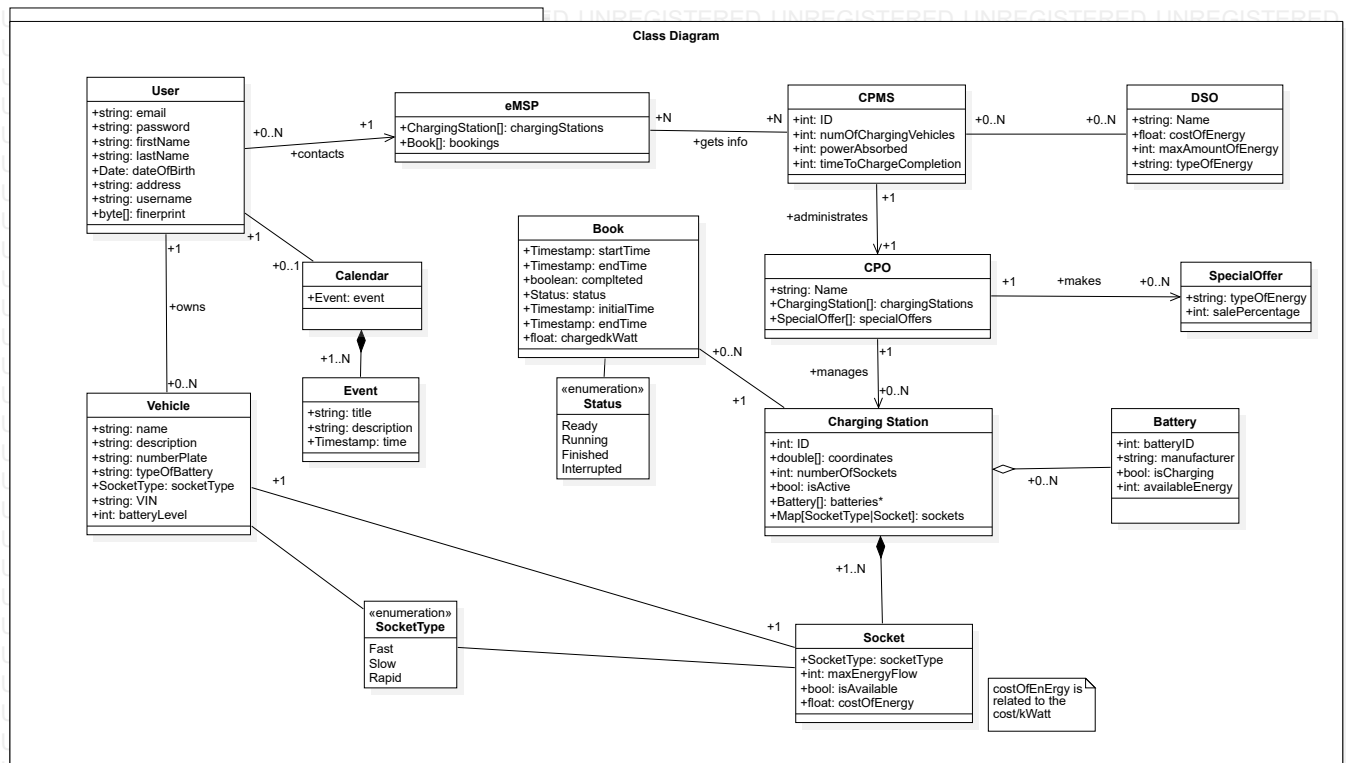 UNREGISTERED UNREGISTERED UNREGISTERED UNREGISTERED
Class Diagram
User
+string: email
+string: password
+string: firstName
+string: lastName
+Date: dateOfBirth
+string: address
+string: username
+byte[]: finerprint
+0..N
+1
+contacts
eMSP
+ChargingStation[]: chargingStations
+Book[]: bookings
+N
+N
+gets info
CPMS
+int: ID
+int: numOfChargingVehicles
+int: powerAbsorbed
+int: timeToChargeCompletion
+0..N
+0..N
DSO
+string: Name
+float: costOfEnergy
+int: maxAmountOfEnergy
+string: typeOfEnergy
+1
+administrates
+1
+1
+0..1
+1
+owns
+0..N
Calendar
+Event: event
+1..N
Event
+string: title
+string: description
+Timestamp: time
Book
+Timestamp: startTime
+Timestamp: endTime
+boolean: complteted
+Status: status
+Timestamp: initialTime
+Timestamp: endTime
+float: chargedkWatt
+0..N
+1
«enumeration»
Status
Ready
Running
Finished
Interrupted
CPO
+string: Name
+ChargingStation[]: chargingStations
+SpecialOffer[]: specialOffers
+1
+makes
+0..N
SpecialOffer
+string: typeOfEnergy
+int: salePercentage
+1
+manages
+0..N
Vehicle
+string: name
+string: description
+string: numberPlate
+string: typeOfBattery
+SocketType: socketType
+string: VIN
+int: batteryLevel
+1
Charging Station
+int: ID
+double[]: coordinates
+int: numberOfSockets
+bool: isActive
+Battery[]: batteries*
+Map[SocketType|Socket]: sockets
+0..N
Battery
+int: batteryID
+string: manufacturer
+bool: isCharging
+int: availableEnergy
+1..N
+1
«enumeration»
SocketType
Fast
Slow
Rapid
Socket
+SocketType: socketType
+int: maxEnergyFlow
+bool: isAvailable
+float: costOfEnergy
costOfEnErgy is
related to the
cost/kWatt